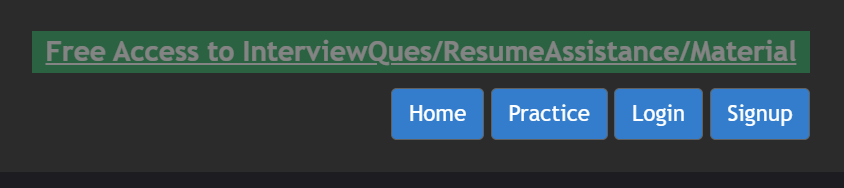 Free Access to InterviewQues/ResumeAssistance/Material
Home Practice Login Signup